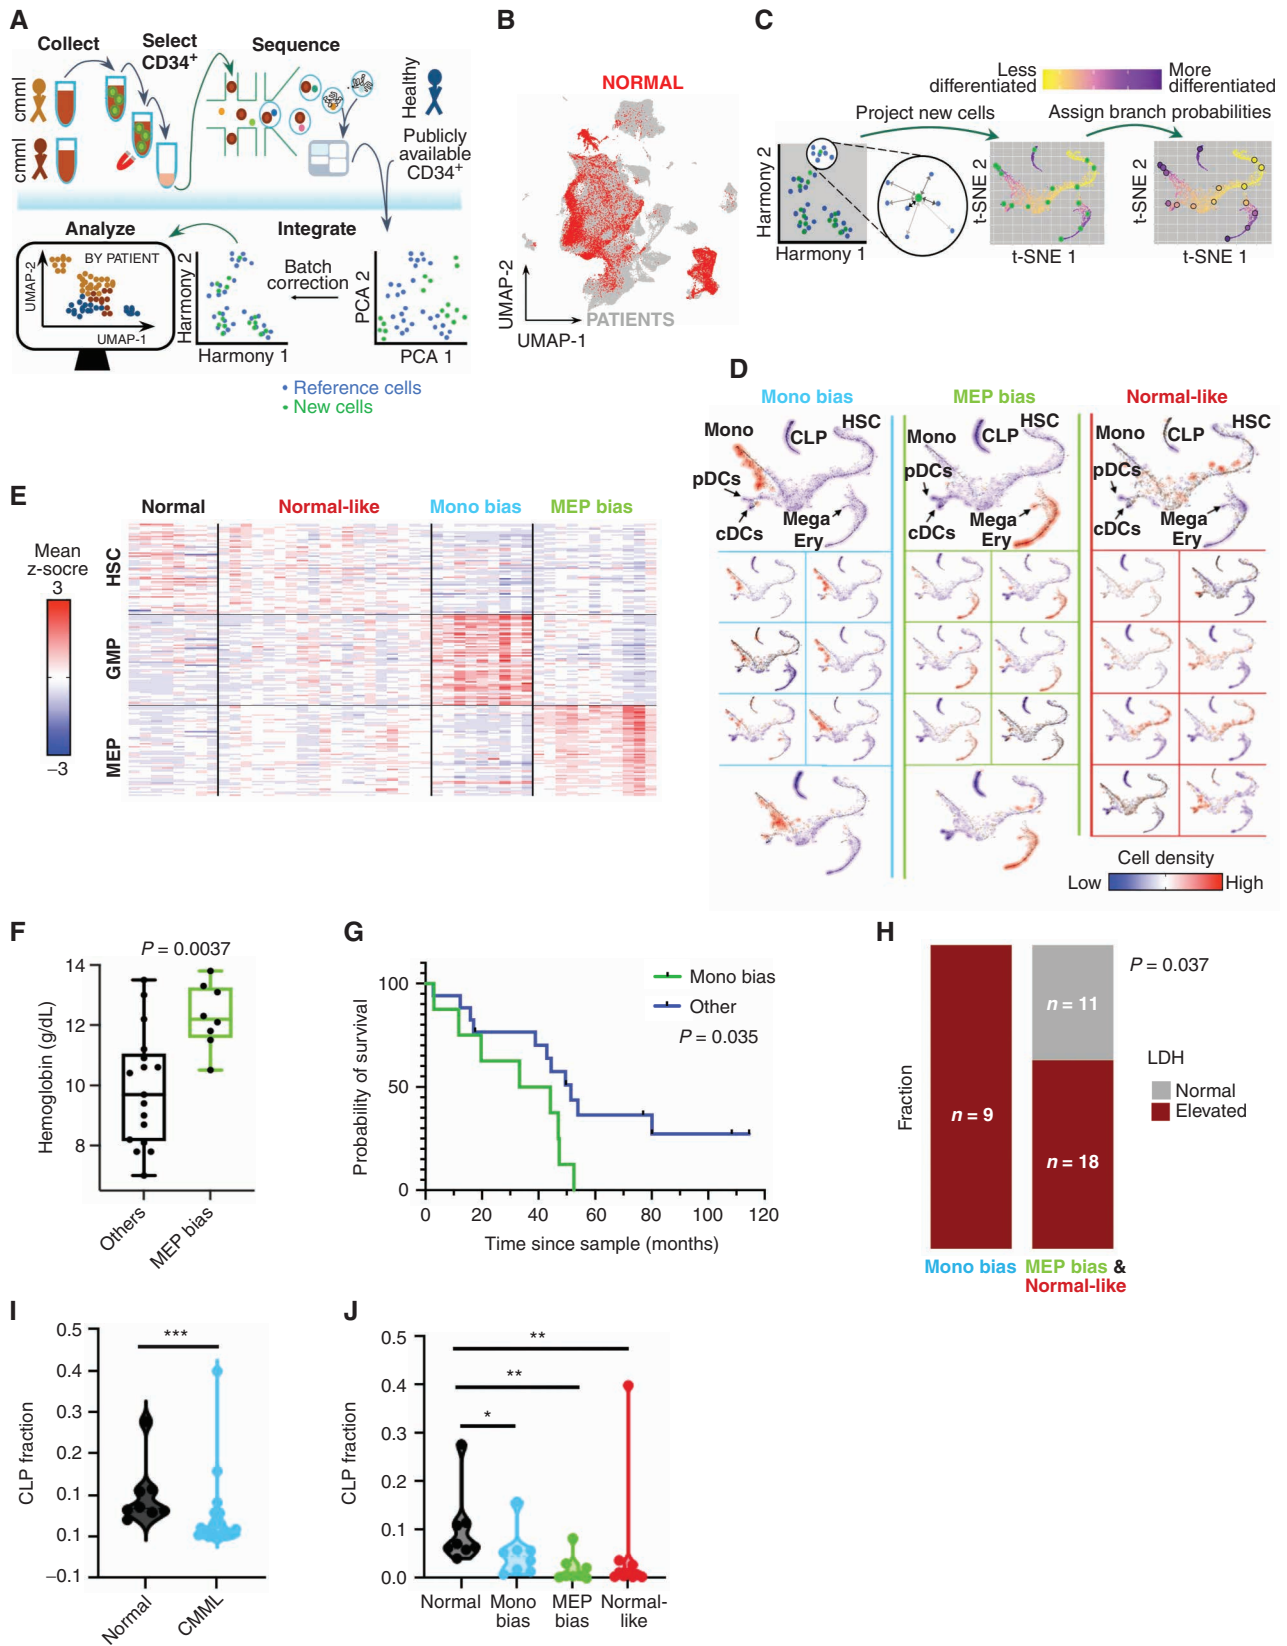 A
Collect
Select
CD34+
Sequence
cmml
cmml
Healthy
Publicly
available
CD34+
Analyze
BY PATIENT
UMAP-2
UMAP-1
Integrate
Harmony 2
Harmony 1
Batch
correction
PCA 2
PCA 1
• Reference cells
• New cells
B
NORMAL
UMAP-2
UMAP-1
PATIENTS
C
Less
differentiated
More
differentiated
Project new cells
Assign branch probabilities
Harmony 2
Harmony 1
t-SNE 2
t-SNE 1
t-SNE 2
t-SNE 1
D
Mono bias
MEP bias
Normal-like
Mono
CLP
HSC
pDCs
cDCs
Mega
Ery
Mono
CLP
HSC
pDCs
cDCs
Mega
Ery
Mono
CLP
HSC
pDCs
cDCs
Mega
Ery
Cell density
Low
High
E
Normal
Normal-like
Mono bias
MEP bias
Mean
z-socre
3
−3
HSC
GMP
MEP
F
P = 0.0037
Hemoglobin (g/dL)
14
12
10
8
Others
MEP bias
G
Probability of survival
100
50
0
0 20 40 60 80 100 120
Time since sample (months)
Mono bias
Other
P = 0.035
H
Fraction
n = 9
n = 11
n = 18
P = 0.037
LDH
Normal
Elevated
Mono bias
MEP bias &
Normal-like
I
CLP fraction
0.5
0.4
0.3
0.2
0.1
0.1
−0.1
***
Normal
CMML
J
CLP fraction
0.5
0.4
0.3
0.2
0.1
0.0
**
**
*
Normal
Mono
bias
MEP
bias
Normal-
like